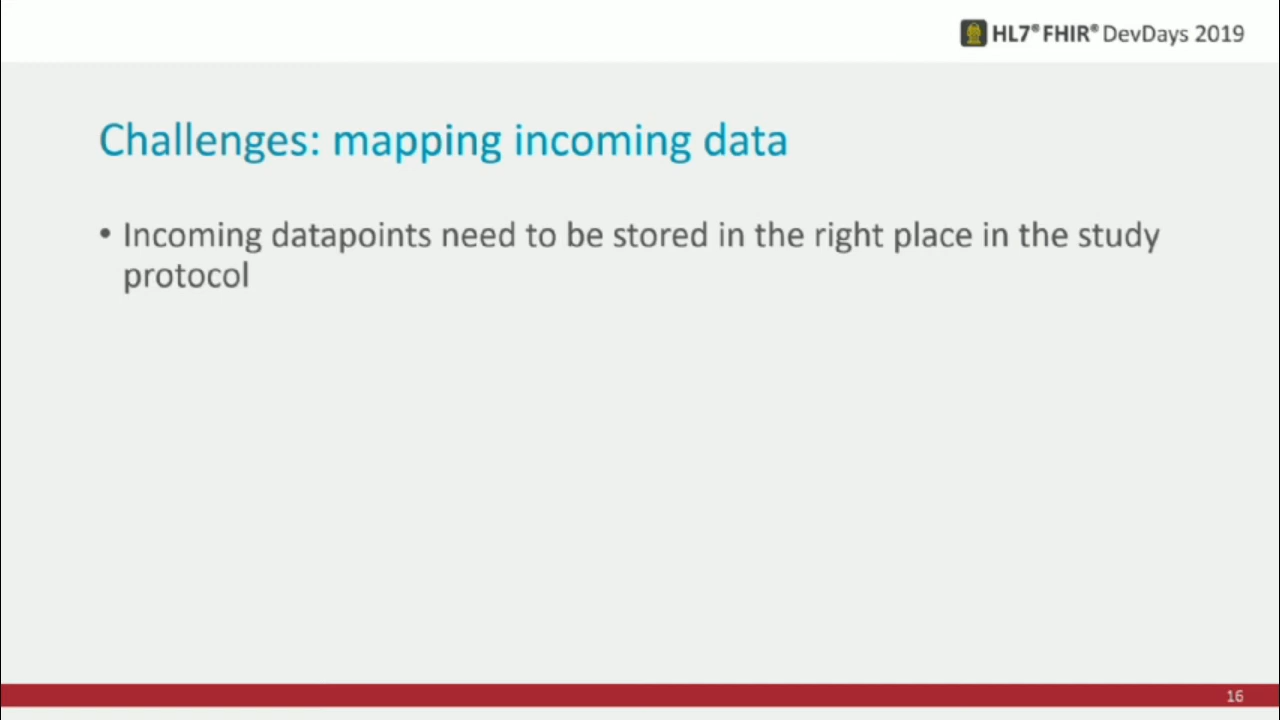 HL7® FHIR® DevDays 2019
Challenges: mapping incoming data
• Incoming datapoints need to be stored in the right place in the study
protocol
16